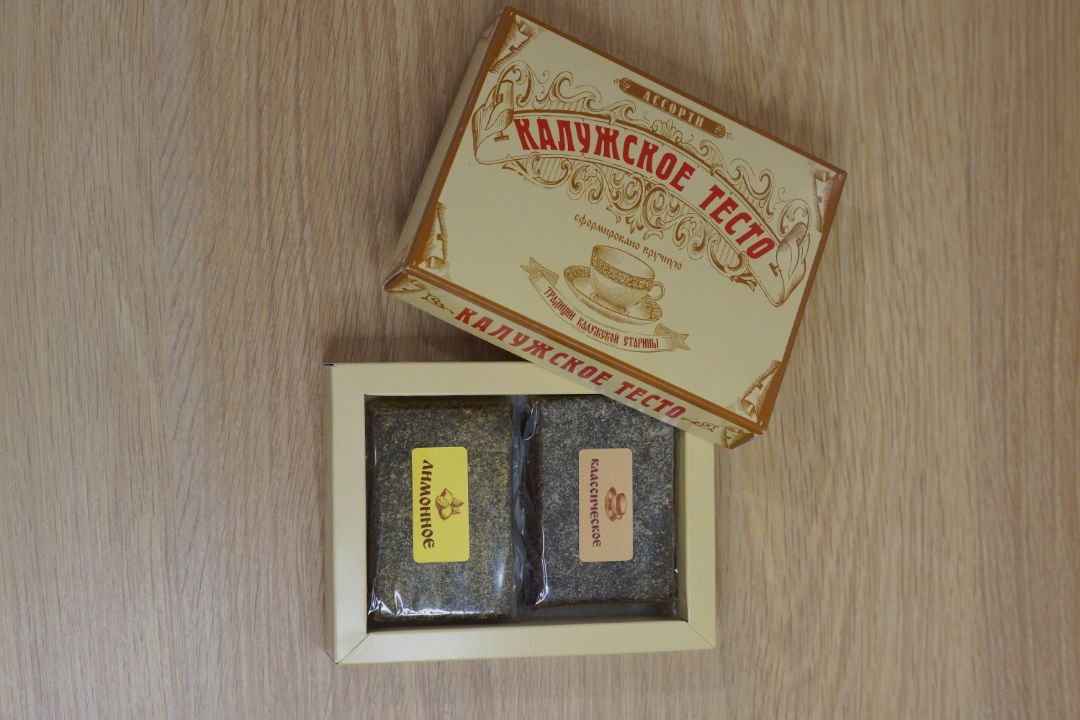 АССОРТИ
КАЛУЖСКОЕ ТЕСТО
сформировано вручную
ТРАДИЦИИ КАЛУЖСКОЙ СТАРИНЫ
КАЛУЖСКОЕ ТЕСТО
ЛИМОННОЕ
КЛАССИЧЕСКОЕ